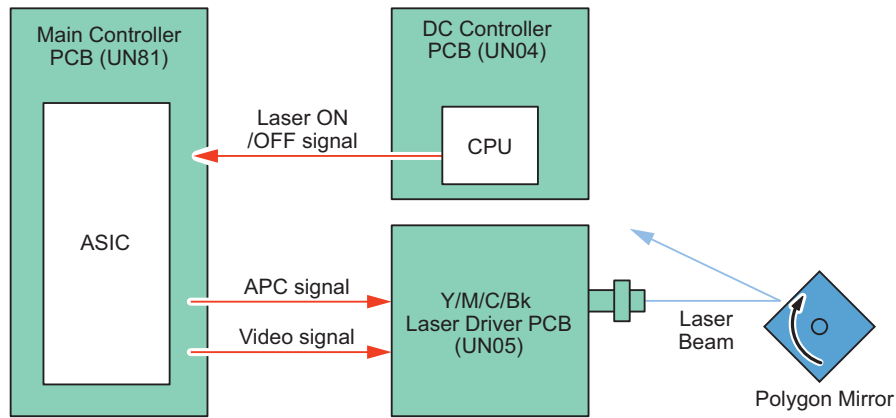 Main Controller
PCB (UN81)
ASIC
Laser ON
/OFF signal
DC Controller
PCB (UN04)
CPU
APC signal
Video signal
Y/M/C/Bk
Laser Driver PCB
(UN05)
Laser
Beam
Polygon Mirror